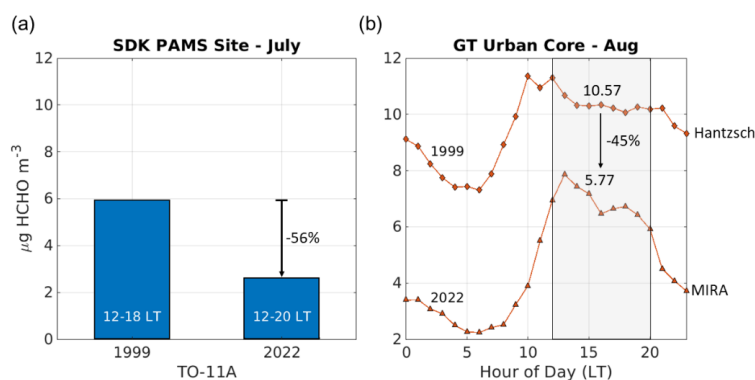 (a)
SDK PAMS Site - July
12
10
8
6
4
2
0
μg HCHO m⁻³
-56%
12-18 LT
12-20 LT
1999
2022
TO-11A
(b)
GT Urban Core - Aug
12
10
8
6
4
2
10.57
-45%
5.77
1999
2022
Hantzsch
MIRA
0
5
10
15
20
Hour of Day (LT)